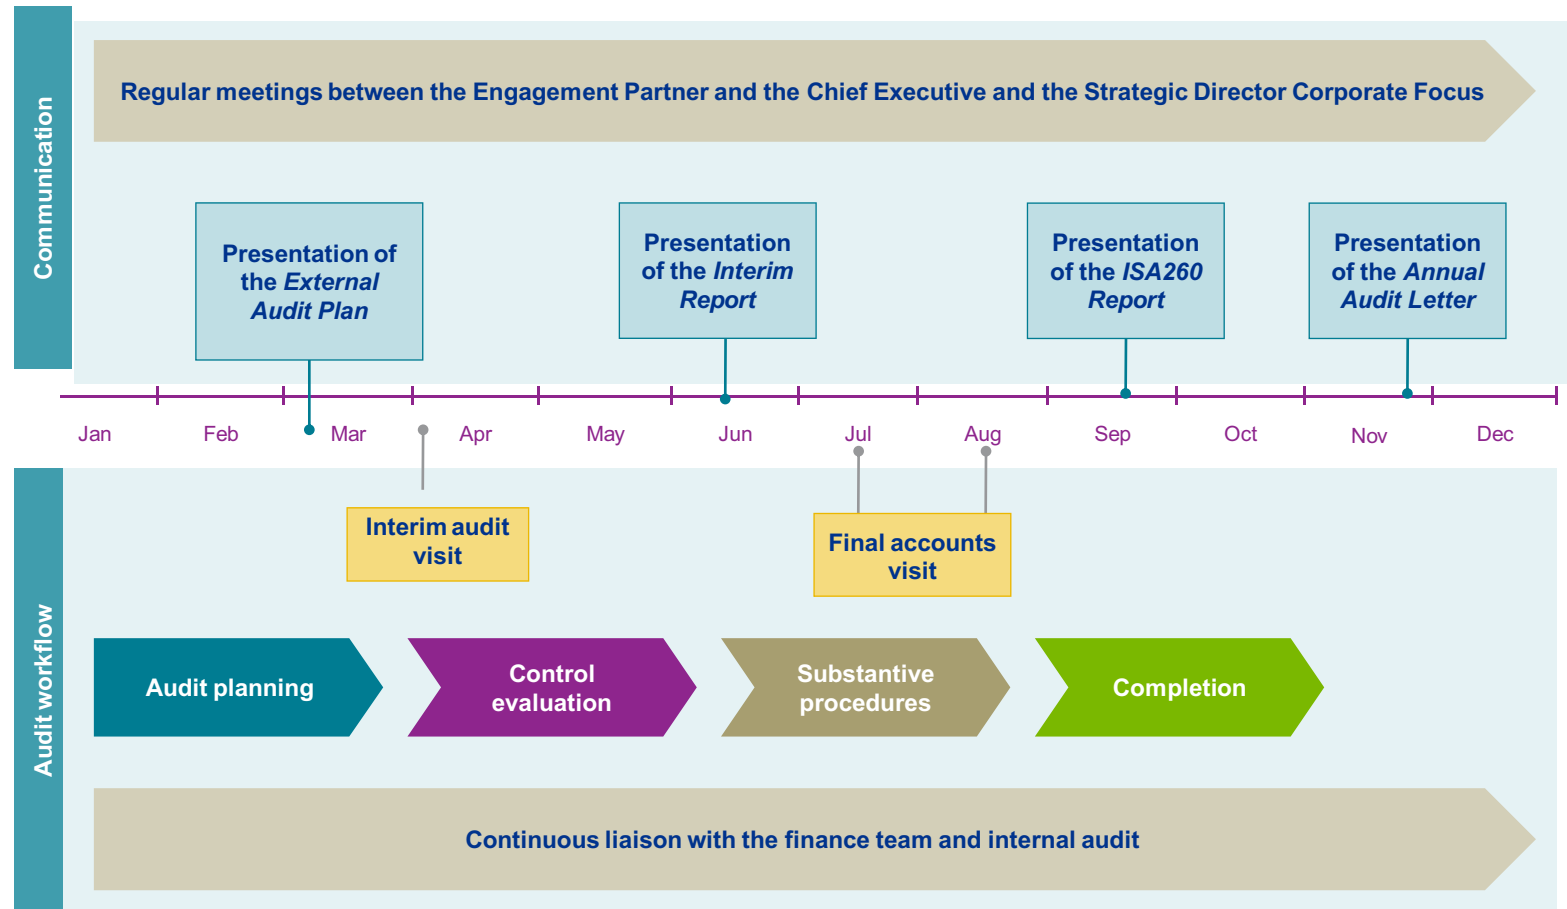 Communication
Regular meetings between the Engagement Partner and the Chief Executive and the Strategic Director Corporate Focus
Presentation of
the External
Audit Plan
Presentation
of the Interim
Report
Presentation
of the ISA260
Report
Presentation
of the Annual
Audit Letter
Jan Feb Mar Apr May Jun Jul Aug Sep Oct Nov Dec
Audit workflow
Interim audit
visit
Final accounts
visit
Audit planning
Control
evaluation
Substantive
procedures
Completion
Continuous liaison with the finance team and internal audit